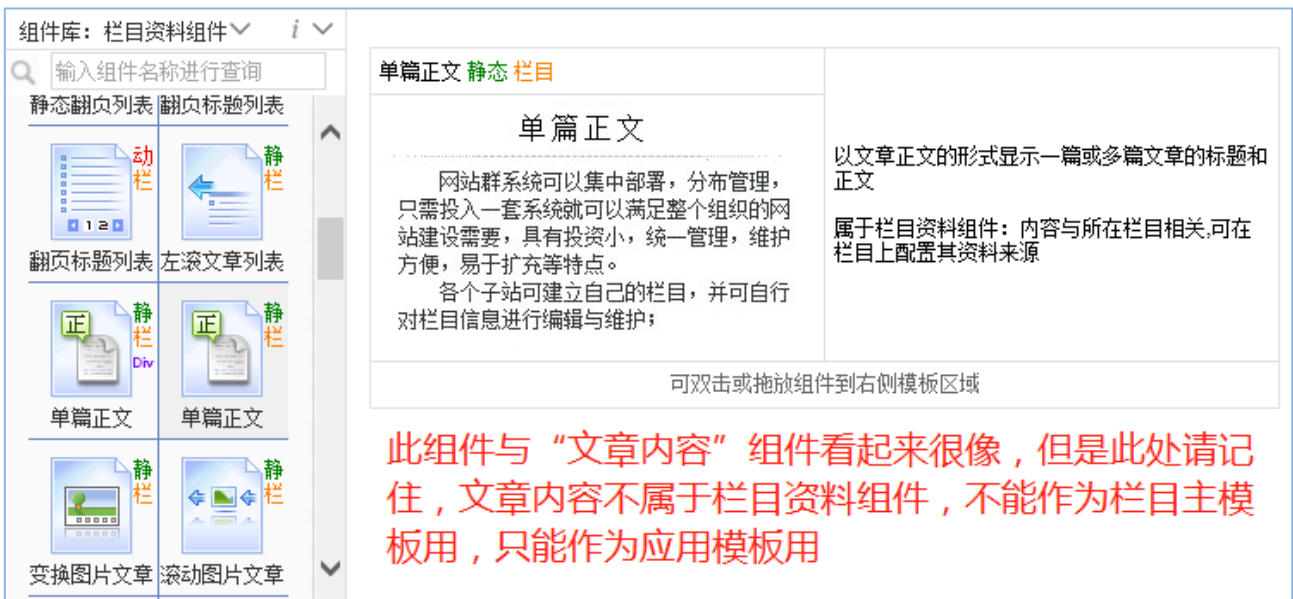 组件库：栏目资料组件
i
输入组件名称进行查询
静态翻页列表 翻页标题列表
动栏
静栏
1 2
翻页标题列表 左滚文章列表
正
静栏
Div
正
静栏
单篇正文 单篇正文
静栏
静栏
变换图片文章 滚动图片文章
单篇正文 静态 栏目
单篇正文
网站群系统可以集中部署，分布管理，
只需投入一套系统就可以满足整个组织的网
站建设需要，具有投资小，统一管理，维护
方便，易于扩充等特点。
各个子站可建立自己的栏目，并可自行
对栏目信息进行编辑与维护；
以文章正文的形式显示一篇或多篇文章的标题和
正文
属于栏目资料组件：内容与所在栏目相关,可在
栏目上配置其资料来源
可双击或拖放组件到右侧模板区域
此组件与“文章内容”组件看起来很像，但是此处请记
住，文章内容不属于栏目资料组件，不能作为栏目主模
板用，只能作为应用模板用